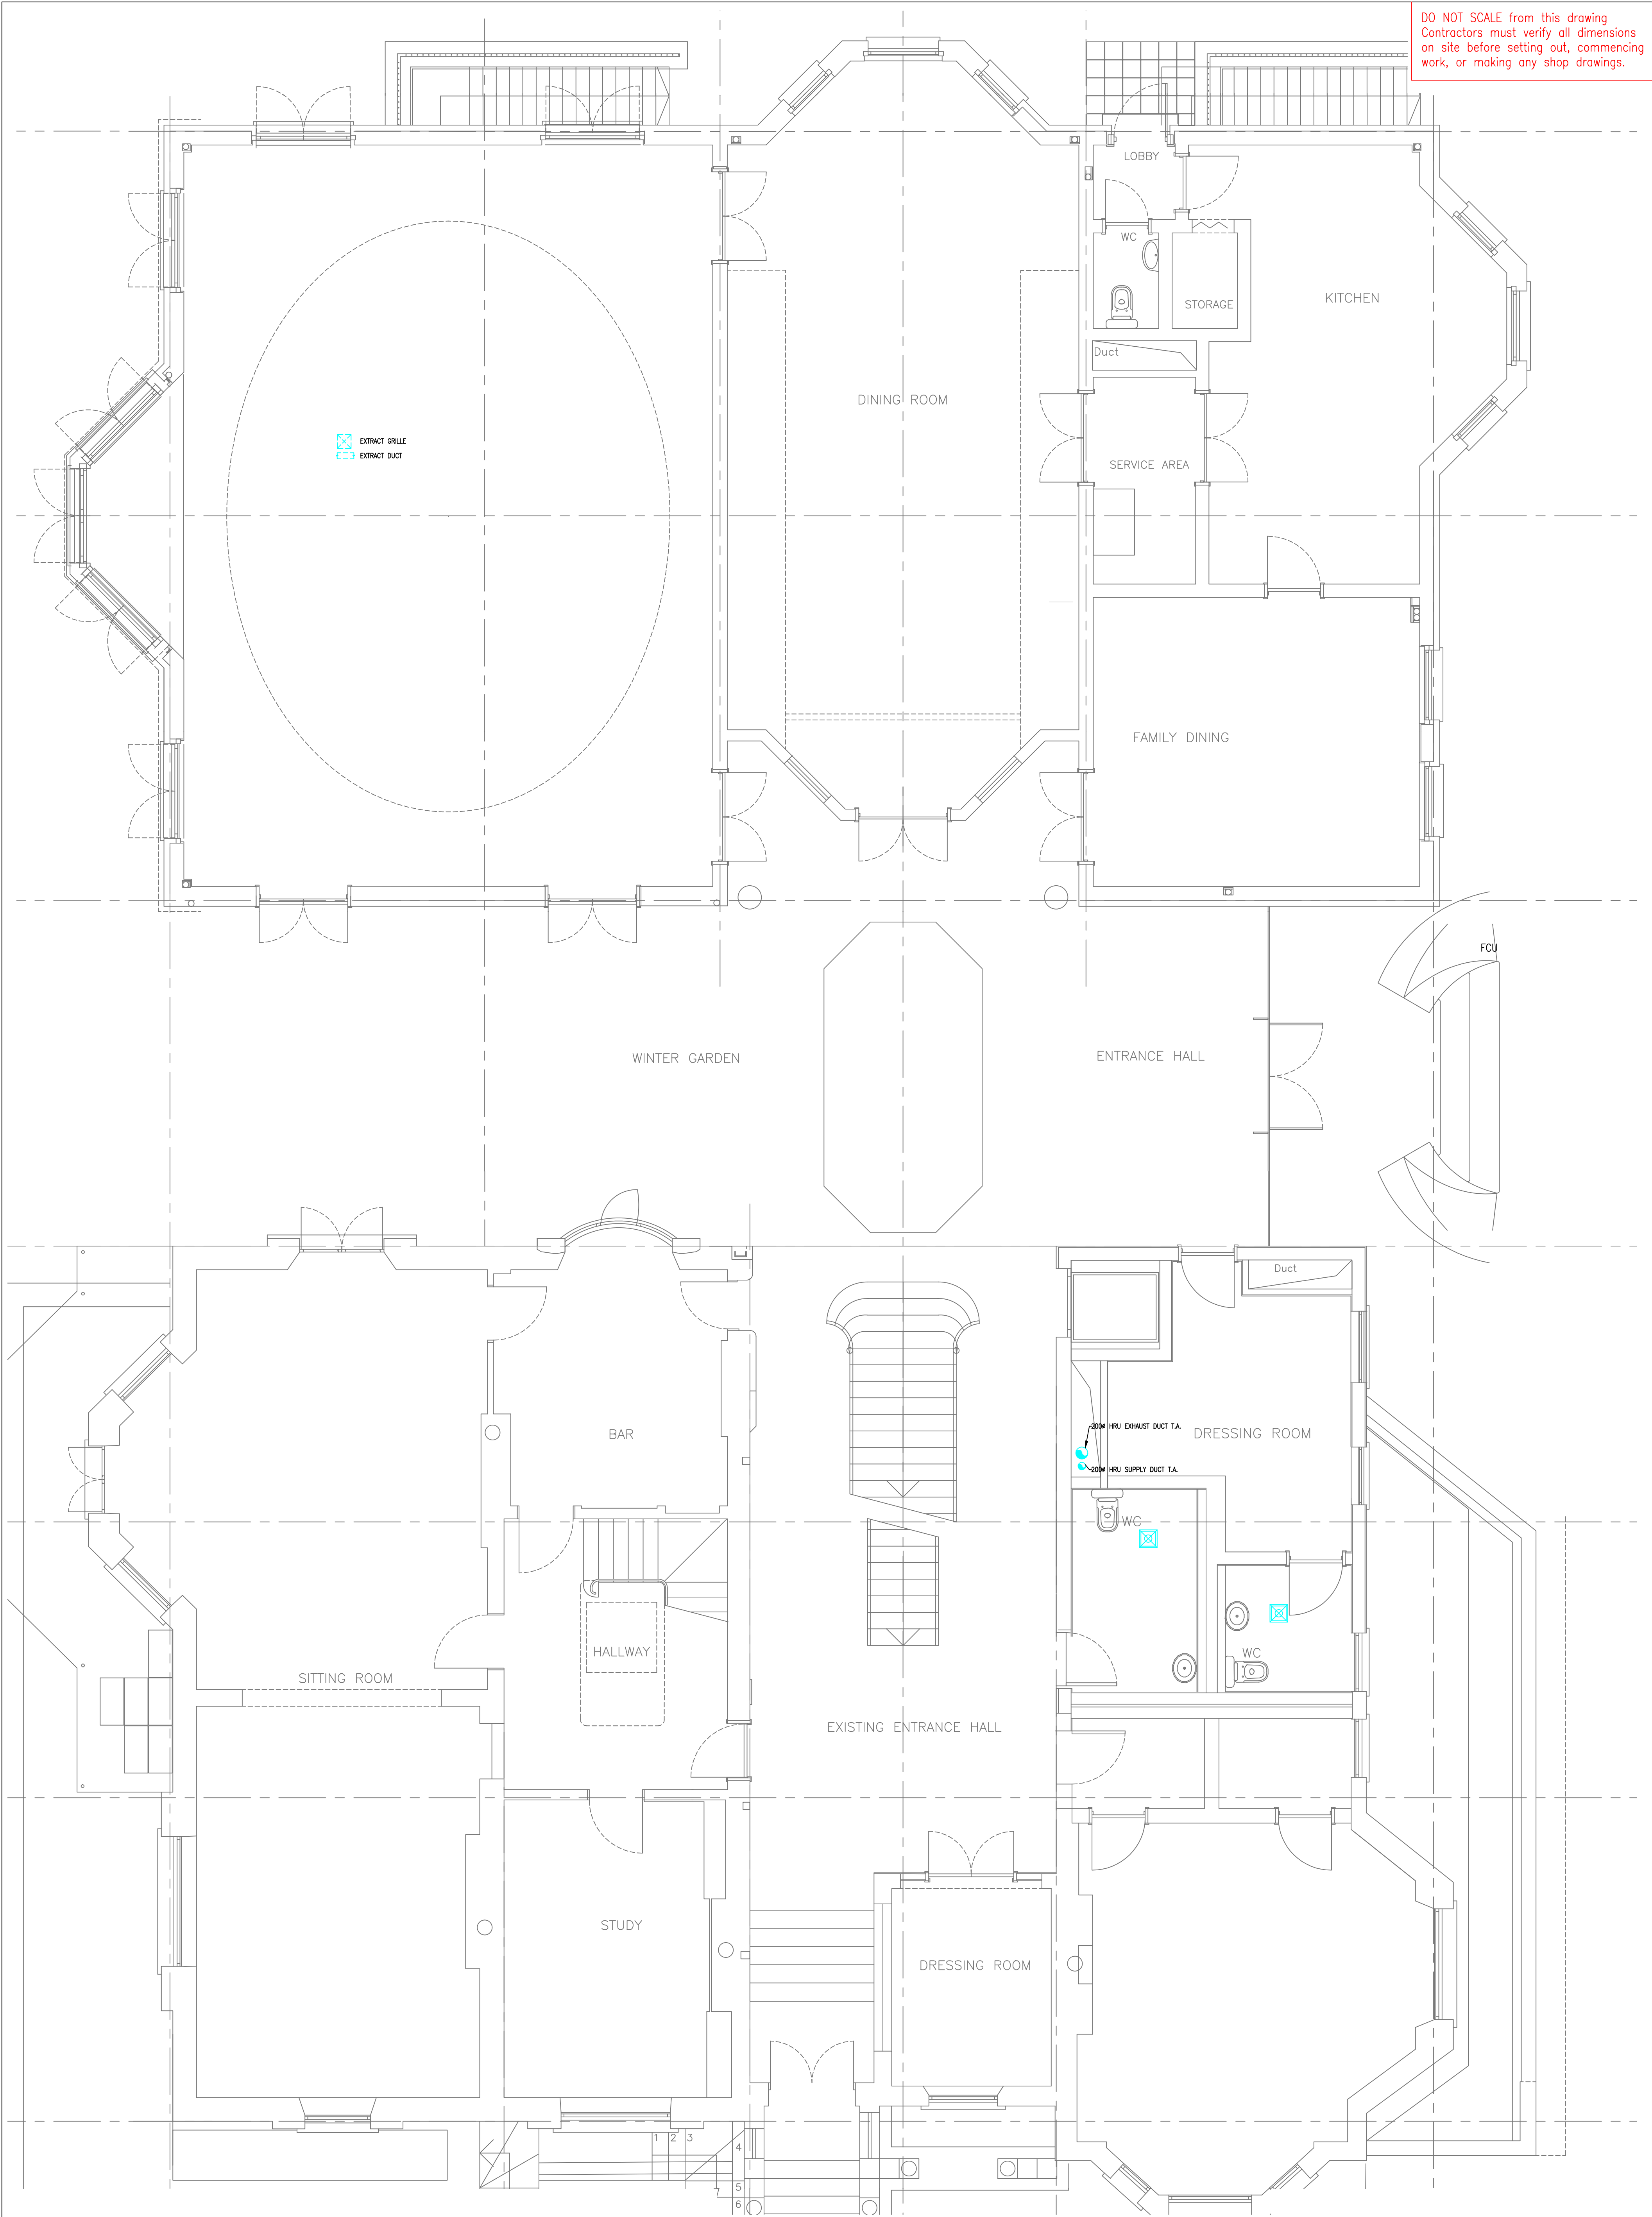 DO NOT SCALE from this drawing
Contractors must verify all dimensions
on site before setting out, commencing
work, or making any shop drawings.
LOBBY
WC
STORAGE
KITCHEN
Duct
DINING ROOM
EXTRACT GRILLE
EXTRACT DUCT
SERVICE AREA
FAMILY DINING
FCU
WINTER GARDEN
ENTRANCE HALL
Duct
BAR
200ø HRU EXHAUST DUCT T.A.
DRESSING ROOM
200ø HRU SUPPLY DUCT T.A.
WC
HALLWAY
WC
SITTING ROOM
EXISTING ENTRANCE HALL
STUDY
DRESSING ROOM
1 2 3
4
5
6